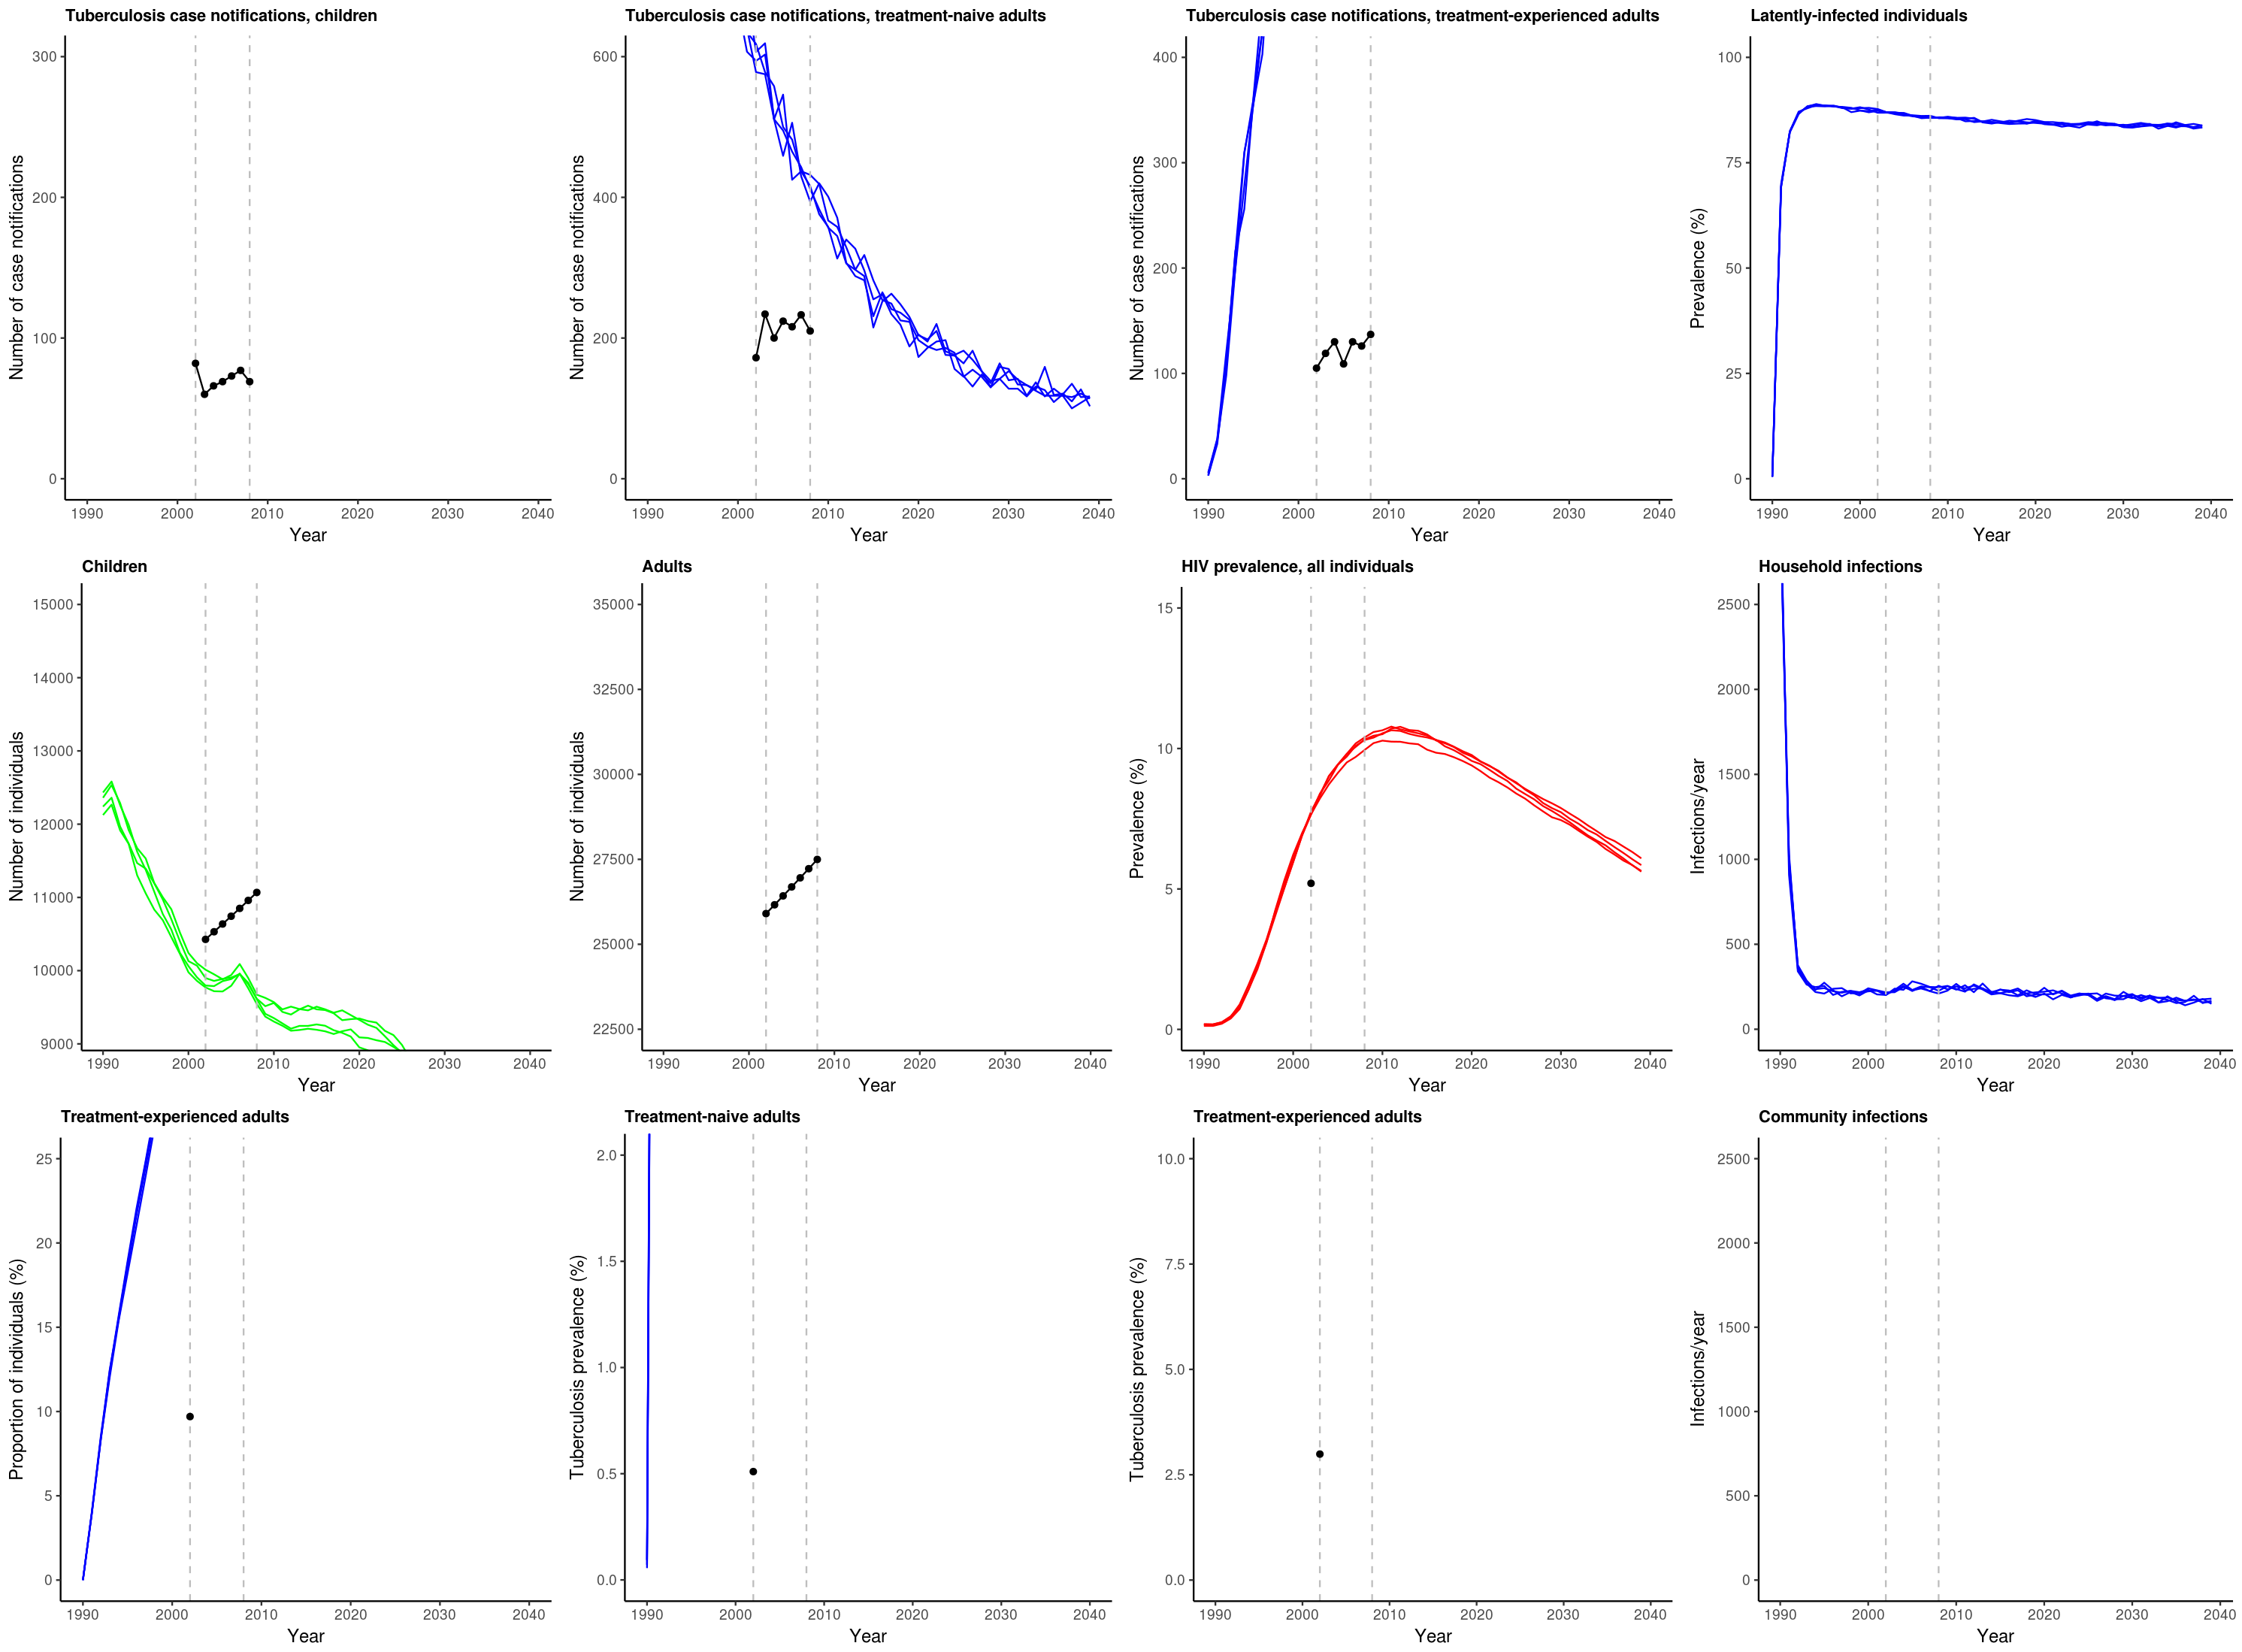 Tuberculosis case notifications, children
Number of case notifications
300
200
100
0
1990 2000 2010 2020 2030 2040
Year
Tuberculosis case notifications, treatment-naive adults
Number of case notifications
600
400
200
0
1990 2000 2010 2020 2030 2040
Year
Tuberculosis case notifications, treatment-experienced adults
Number of case notifications
400
300
200
100
0
1990 2000 2010 2020 2030 2040
Year
Latently-infected individuals
Prevalence (%)
100
75
50
25
0
1990 2000 2010 2020 2030 2040
Year
Children
Number of individuals
15000
14000
13000
12000
11000
10000
9000
1990 2000 2010 2020 2030 2040
Year
Adults
Number of individuals
35000
32500
30000
27500
25000
22500
1990 2000 2010 2020 2030 2040
Year
HIV prevalence, all individuals
Prevalence (%)
15
10
5
0
1990 2000 2010 2020 2030 2040
Year
Household infections
Infections/year
2500
2000
1500
1000
500
0
1990 2000 2010 2020 2030 2040
Year
Treatment-experienced adults
Proportion of individuals (%)
25
20
15
10
5
0
1990 2000 2010 2020 2030 2040
Year
Treatment-naive adults
Tuberculosis prevalence (%)
2.0
1.5
1.0
0.5
0.0
1990 2000 2010 2020 2030 2040
Year
Treatment-experienced adults
Tuberculosis prevalence (%)
10.0
7.5
5.0
2.5
0.0
1990 2000 2010 2020 2030 2040
Year
Community infections
Infections/year
2500
2000
1500
1000
500
0
1990 2000 2010 2020 2030 2040
Year